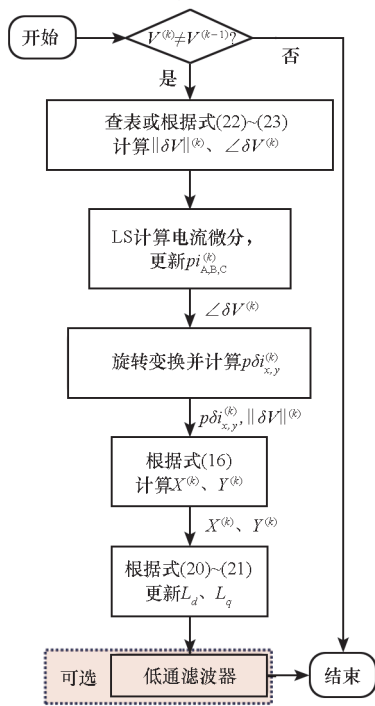 开始
V^(k)≠V^(k−1)?
否
是
查表或根据式(22)~(23)
计算||δV||^(k)、∠δV^(k)
LS计算电流微分，
更新pi_A,B,C^(k)
∠δV^(k)
旋转变换并计算pδi_x,y^(k)
pδi_x,y^(k),||δV||^(k)
根据式(16)
计算X^(k)、Y^(k)
X^(k)、Y^(k)
根据式(20)~(21)
更新L_d、L_q
可选
低通滤波器
结束